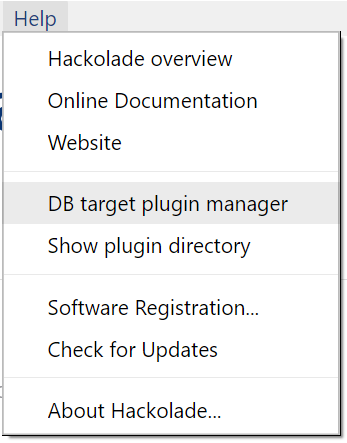 Help
Hackolade overview
Online Documentation
Website
DB target plugin manager
Show plugin directory
Software Registration...
Check for Updates
About Hackolade...